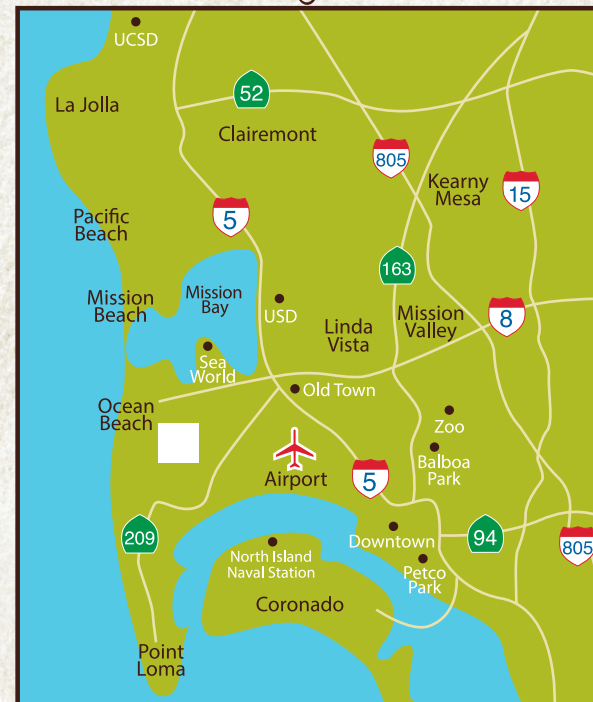 UCSD
La Jolla
52
Clairemont
805
Kearny
Mesa
15
Pacific
Beach
5
163
Mission
Beach
Mission
Bay
USD
Linda
Vista
Mission
Valley
8
Sea
World
Old Town
Ocean
Beach
Zoo
Balboa
Park
Airport
5
209
North Island
Naval Station
Downtown
94
805
Petco
Park
Coronado
Point
Loma